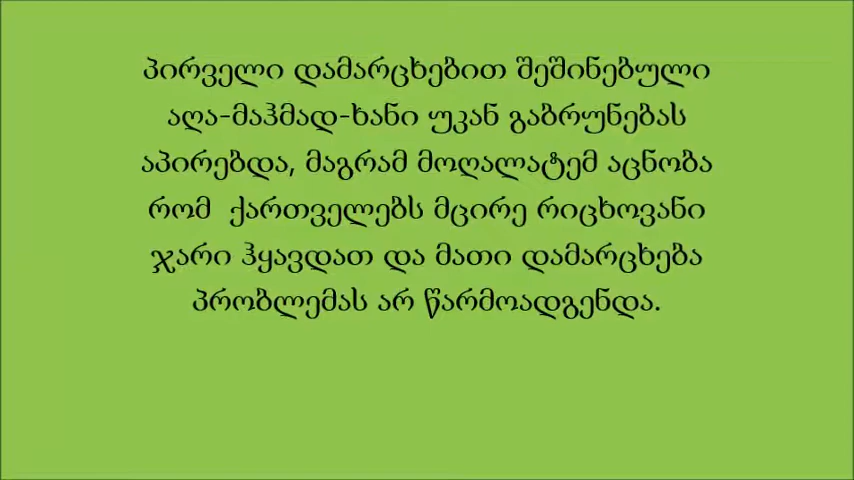 პირველი დამარცხებით შეშინებული
აღა-მაჰმად-ხანი უკან გაბრუნებას
აპირებდა, მაგრამ მოღალატემ აცნობა
რომ  ქართველებს მცირე რიცხოვანი
ჯარი ჰყავდათ და მათი დამარცხება
პრობლემას არ წარმოადგენდა.